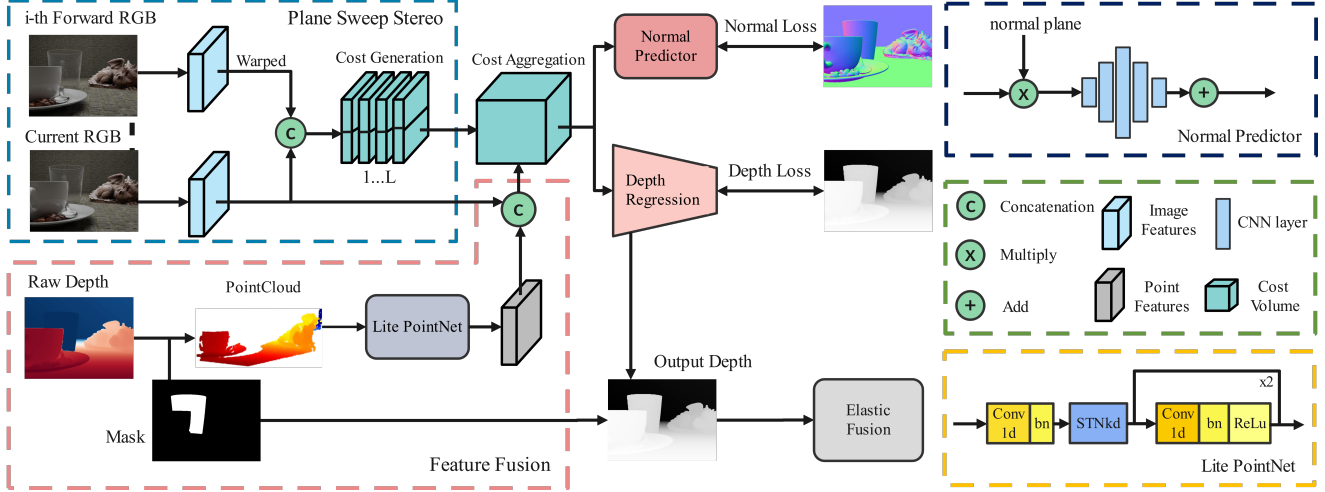 i-th Forward RGB
Plane Sweep Stereo
Warped
Cost Generation
C
1...L
Current RGB
Cost Aggregation
C
Normal
Predictor
Normal Loss
Depth
Regression
Depth Loss
Raw Depth
PointCloud
Lite PointNet
Mask
Feature Fusion
Output Depth
Elastic
Fusion
normal plane
X
+
Normal Predictor
C
Concatenation
Image
Features
CNN layer
X
Multiply
+
Add
Point
Features
Cost
Volume
x2
Conv
1d
bn
STNkd
Conv
1d
bn
ReLu
Lite PointNet